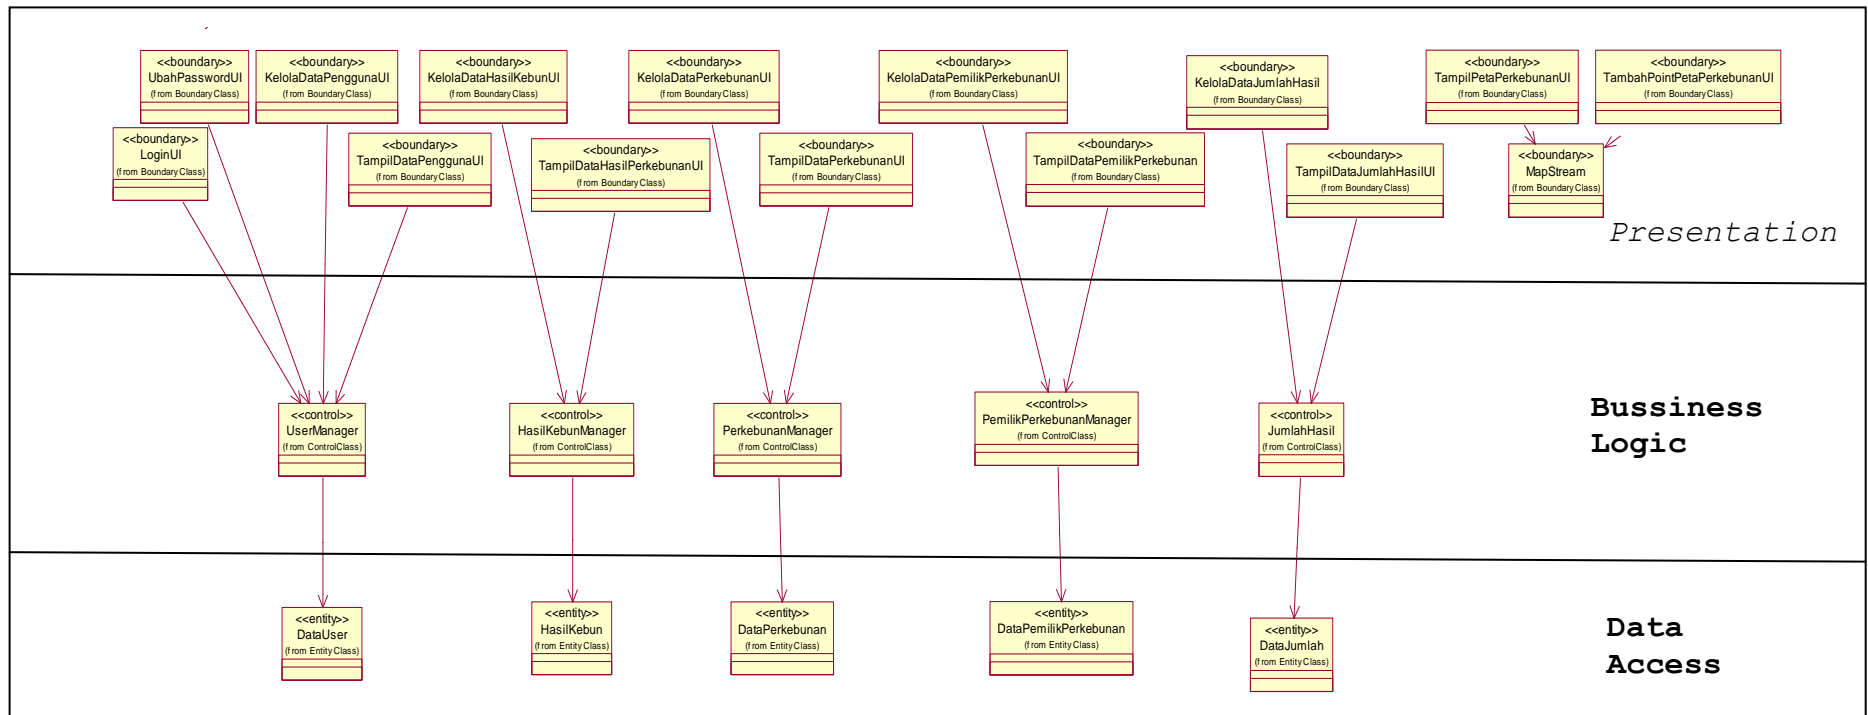 <<boundary>>
UbahPasswordUI
(from Boundary Class)
<<boundary>>
KelolaDataPenggunaUI
(from Boundary Class)
<<boundary>>
KelolaDataHasilKebunUI
(from Boundary Class)
<<boundary>>
KelolaDataPerkebunanUI
(from Boundary Class)
<<boundary>>
KelolaDataPemilikPerkebunanUI
(from Boundary Class)
<<boundary>>
KelolaDataJumlahHasil
(from Boundary Class)
<<boundary>>
TampilPetaPerkebunanUI
(from Boundary Class)
<<boundary>>
TambahPointPetaPerkebunanUI
(from Boundary Class)
<<boundary>>
LoginUI
(from Boundary Class)
<<boundary>>
TampilDataPenggunaUI
(from Boundary Class)
<<boundary>>
TampilDataHasilPerkebunanUI
(from Boundary Class)
<<boundary>>
TampilDataPerkebunanUI
(from Boundary Class)
<<boundary>>
TampilDataPemilikPerkebunan
(from Boundary Class)
<<boundary>>
TampilDataJumlahHasilUI
(from Boundary Class)
<<boundary>>
MapStream
(from Boundary Class)
Presentation
<<control>>
UserManager
(from ControlClass)
<<control>>
HasilKebunManager
(from ControlClass)
<<control>>
PerkebunanManager
(from ControlClass)
<<control>>
PemilikPerkebunanManager
(from ControlClass)
<<control>>
JumlahHasil
(from ControlClass)
Bussiness
Logic
<<entity>>
DataUser
(from Entity Class)
<<entity>>
HasilKebun
(from Entity Class)
<<entity>>
DataPerkebunan
(from Entity Class)
<<entity>>
DataPemilikPerkebunan
(from Entity Class)
<<entity>>
DataJumlah
(from Entity Class)
Data
Access